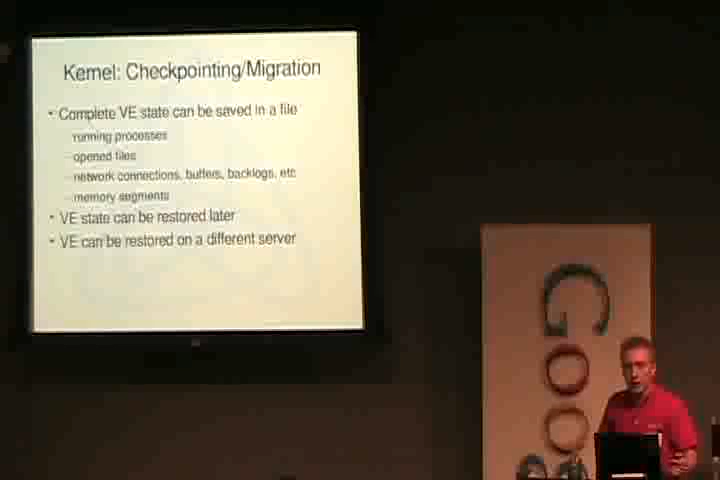 Kernel: Checkpointing/Migration
• Complete VE state can be saved in a file
–running processes
–opened files
–network connections, buffers, backlogs, etc
–memory segments
• VE state can be restored later
• VE can be restored on a different server
Goo